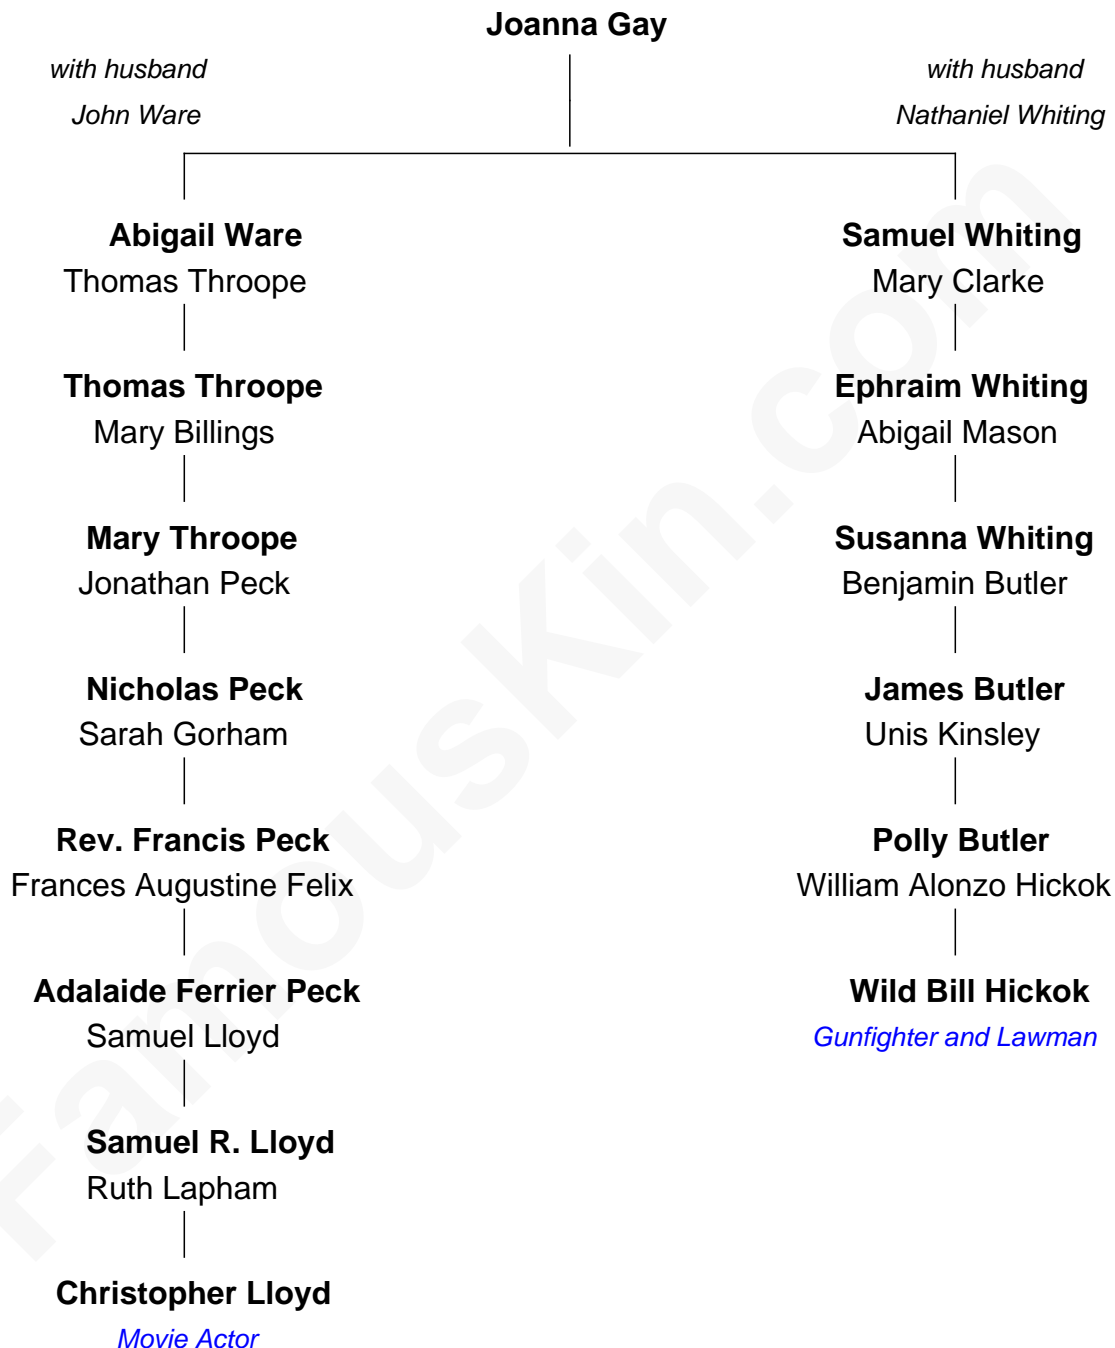 Joanna Gay
with husband
John Ware
with husband
Nathaniel Whiting
Abigail Ware
Thomas Throope
Samuel Whiting
Mary Clarke
Thomas Throope
Mary Billings
Ephraim Whiting
Abigail Mason
Mary Throope
Jonathan Peck
Susanna Whiting
Benjamin Butler
Nicholas Peck
Sarah Gorham
James Butler
Unis Kinsley
Rev. Francis Peck
Frances Augustine Felix
Polly Butler
William Alonzo Hickok
Adalaide Ferrier Peck
Samuel Lloyd
Wild Bill Hickok
Gunfighter and Lawman
Samuel R. Lloyd
Ruth Lapham
Christopher Lloyd
Movie Actor
FamousKin.com